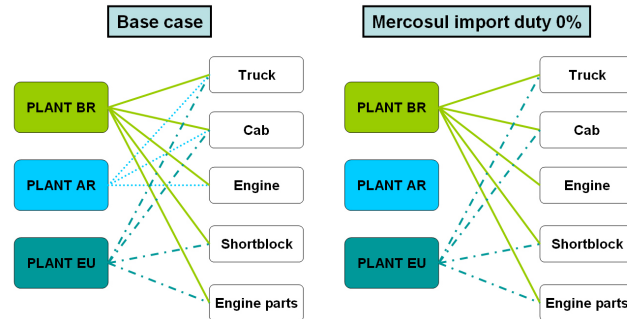 Base case
Mercosul import duty 0%
PLANT BR
PLANT AR
PLANT EU
Truck
Cab
Engine
Shortblock
Engine parts
PLANT BR
PLANT AR
PLANT EU
Truck
Cab
Engine
Shortblock
Engine parts